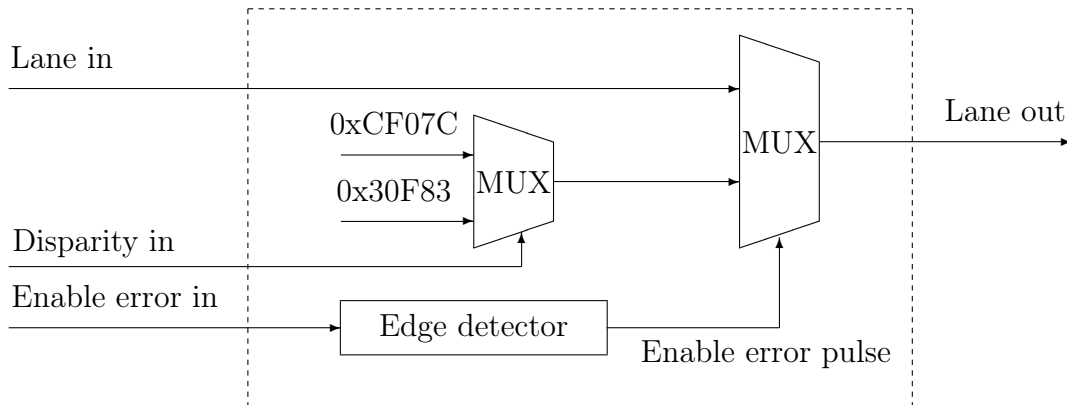 Lane in
0xCF07C
MUX
MUX
Lane out
0x30F83
Disparity in
Enable error in
Edge detector
Enable error pulse